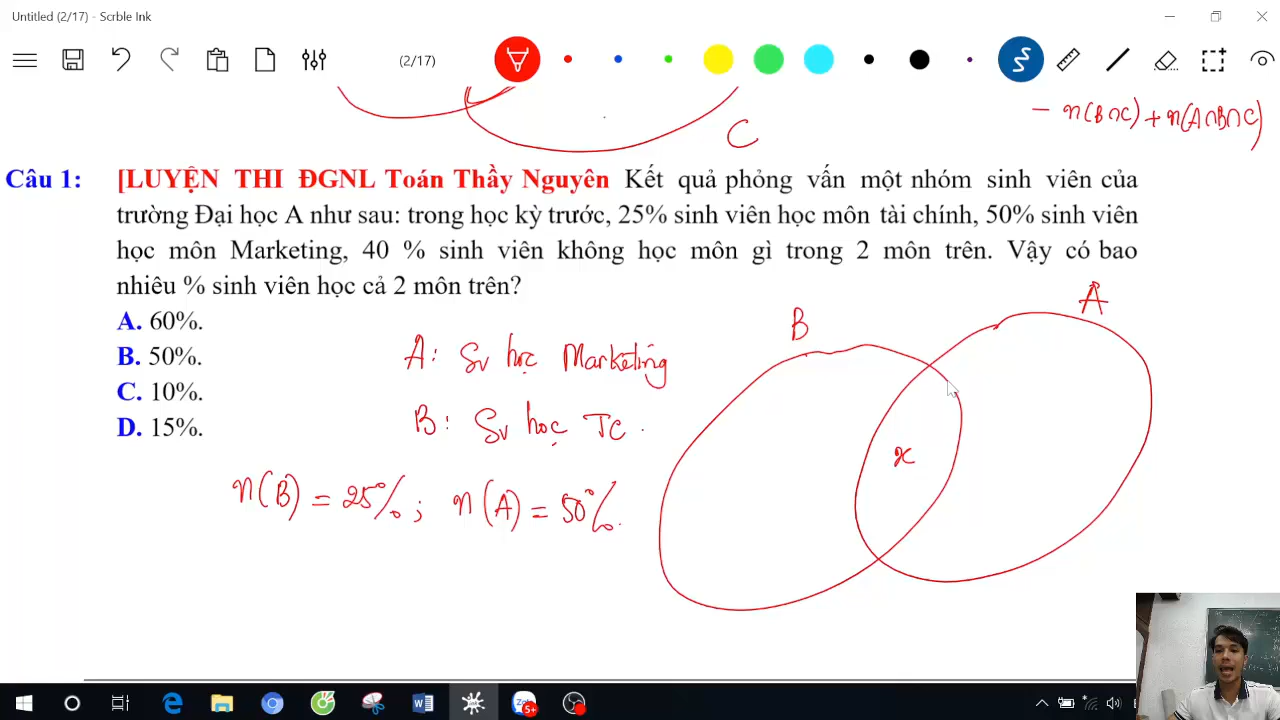 Untitled (2/17) - Scrble Ink
(2/17)
C
− n(B∩C) + n(A∩B∩C)
Câu 1: [LUYỆN THI ĐGNL Toán Thầy Nguyên Kết quả phỏng vấn một nhóm sinh viên của
trường Đại học A như sau: trong học kỳ trước, 25% sinh viên học môn tài chính, 50% sinh viên
học môn Marketing, 40 % sinh viên không học môn gì trong 2 môn trên. Vậy có bao
nhiêu % sinh viên học cả 2 môn trên?
A. 60%.
B. 50%.
C. 10%.
D. 15%.
A: Sv học Marketing
B: Sv học TC .
n(B) = 25% ; n(A) = 50%.
B
A
x
5+